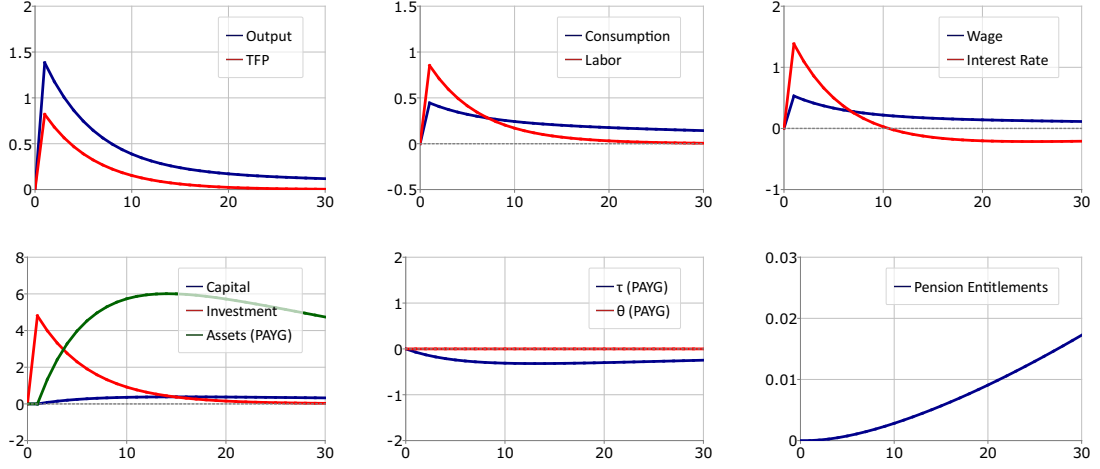 2
1.5
1
0.5
0
0 10 20 30
Output
TFP
1.5
1
0.5
0
-0.5
0 10 20 30
Consumption
Labor
2
1
0
-1
0 10 20 30
Wage
Interest Rate
8
6
4
2
0
-2
0 10 20 30
Capital
Investment
Assets (PAYG)
2
1
0
-1
-2
0 10 20 30
τ (PAYG)
θ (PAYG)
0.03
0.02
0.01
0
0 10 20 30
Pension Entitlements